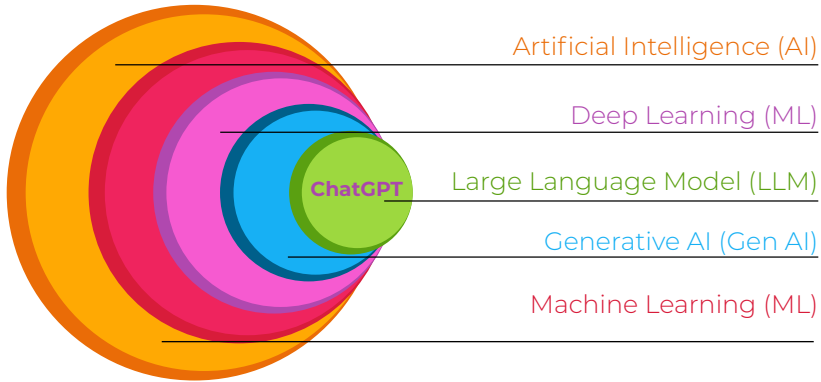 Artificial Intelligence (AI)
Deep Learning (ML)
ChatGPT
Large Language Model (LLM)
Generative AI (Gen AI)
Machine Learning (ML)